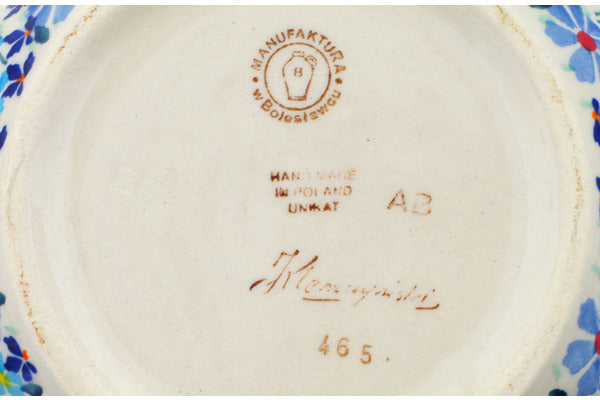 MANUFAKTURA
B
w Bolesławcu
HAND MADE
IN POLAND
UNIKAT
AB
465.